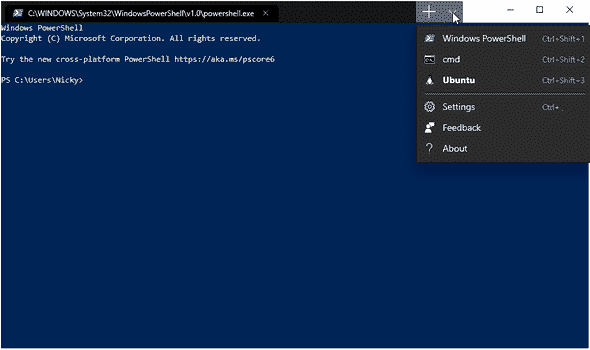 C:\WINDOWS\System32\WindowsPowerShell\v1.0\powershell.exe
Windows PowerShell
Copyright (C) Microsoft Corporation. All rights reserved.
Try the new cross-platform PowerShell https://aka.ms/pscore6
PS C:\Users\Nicky>
Windows PowerShell Ctrl+Shift+1
cmd Ctrl+Shift+2
Ubuntu Ctrl+Shift+3
Settings Ctrl+,
Feedback
About